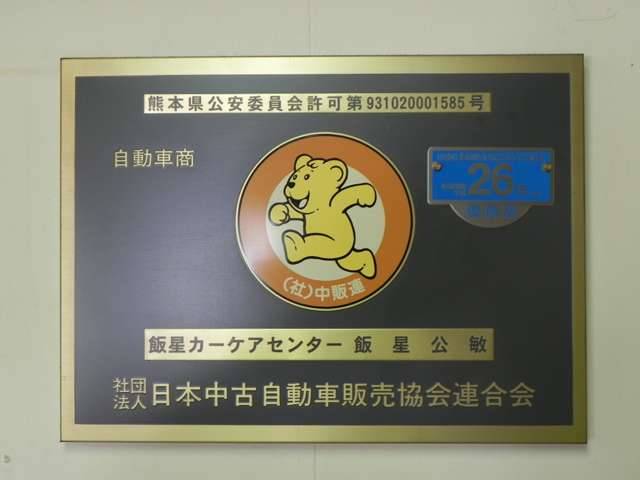 熊本県公安委員会許可第931020001585号
自動車商
26
(社)中販連
飯星カーケアセンター 飯星公敏
社団法人 日本中古自動車販売協会連合会